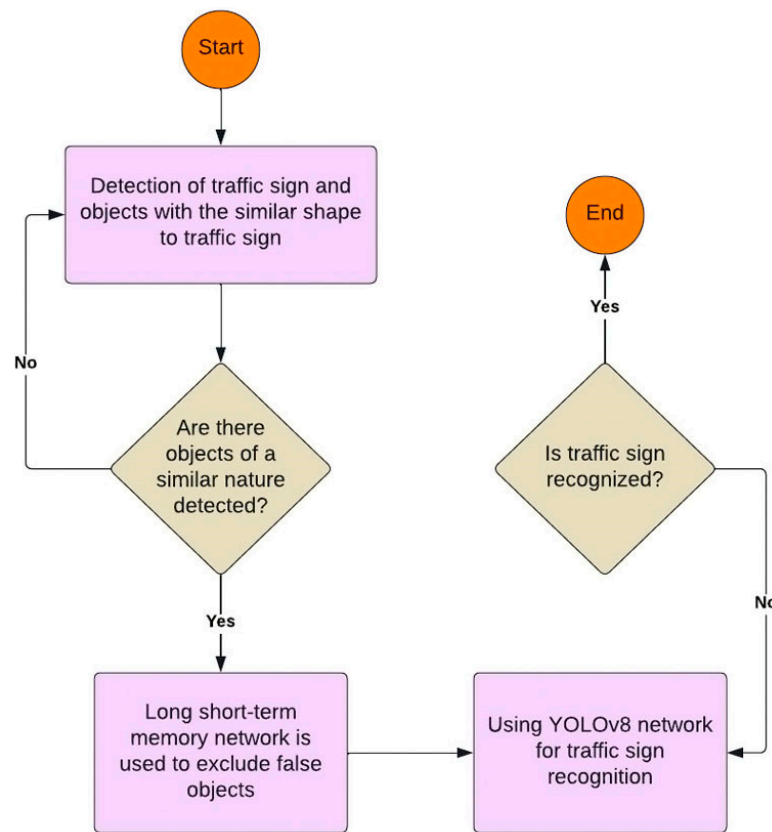 Start
Detection of traffic sign and
objects with the similar shape
to traffic sign
No
Are there
objects of a
similar nature
detected?
Yes
Long short-term
memory network is
used to exclude false
objects
Using YOLOv8 network
for traffic sign
recognition
No
Is traffic sign
recognized?
Yes
End